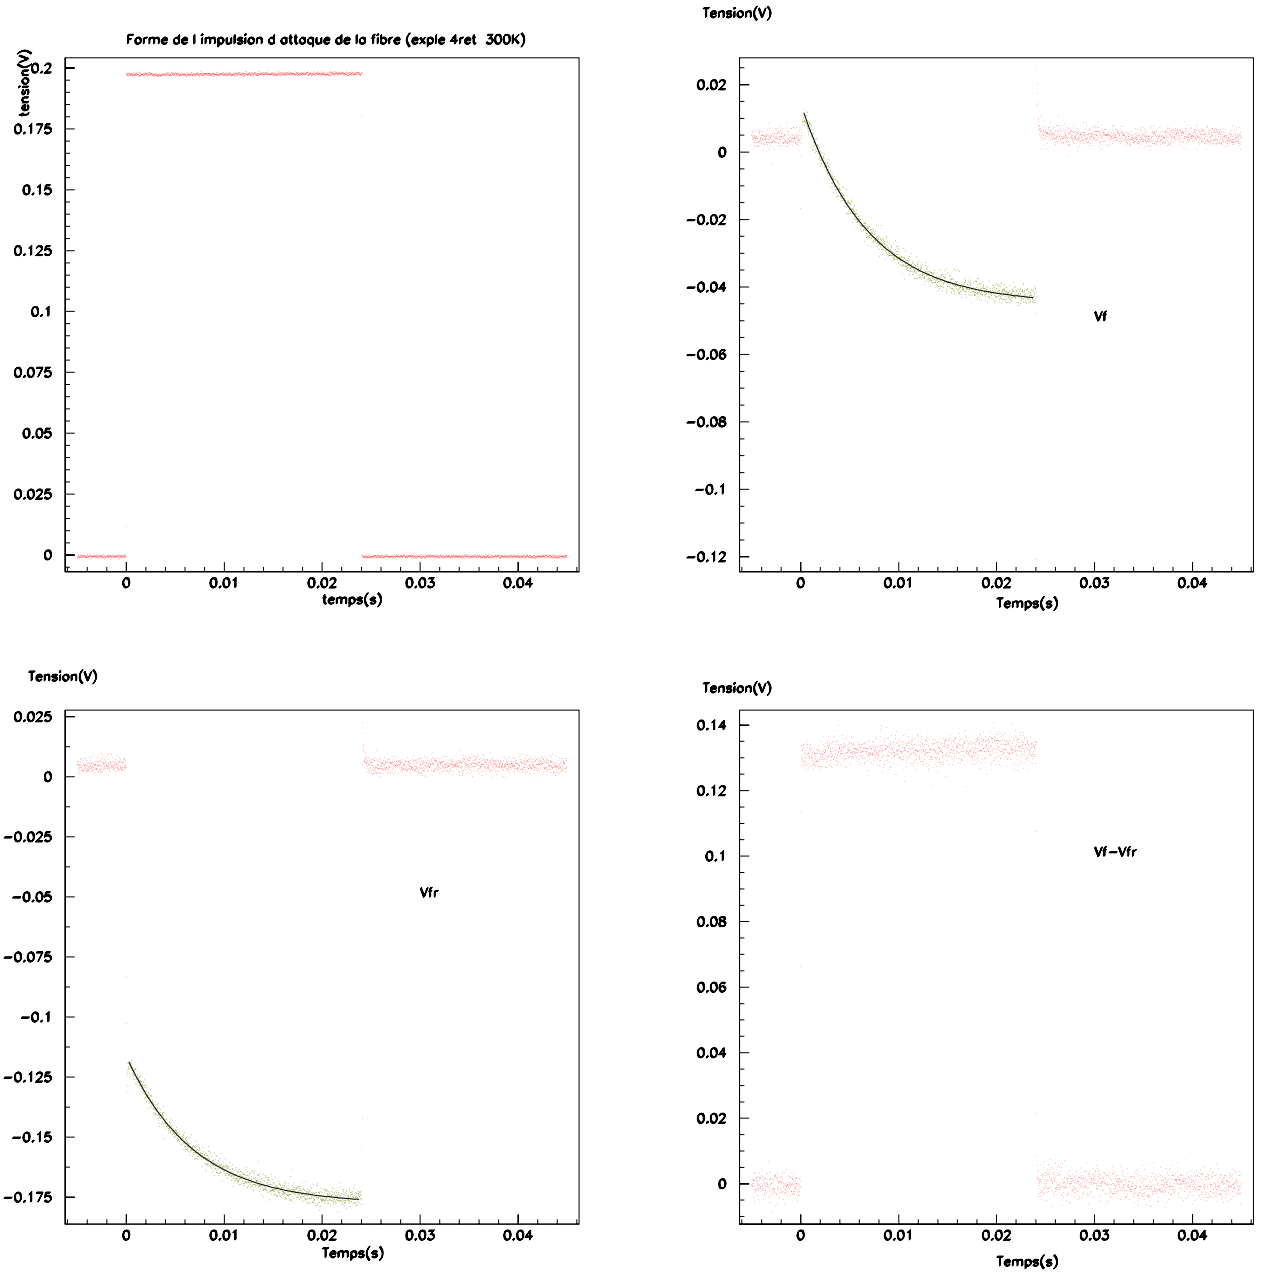 Forme de l impulsion d attaque de la fibre (exple 4ret 300K)
tension(V)
0.2
0.175
0.15
0.125
0.1
0.075
0.05
0.025
0
0 0.01 0.02 0.03 0.04
temps(s)
Tension(V)
0.02
0
-0.02
-0.04
-0.06
-0.08
-0.1
-0.12
Vf
0 0.01 0.02 0.03 0.04
Temps(s)
Tension(V)
0.025
0
-0.025
-0.05
-0.075
-0.1
-0.125
-0.15
-0.175
Vfr
0 0.01 0.02 0.03 0.04
Temps(s)
Tension(V)
0.14
0.12
0.1
0.08
0.06
0.04
0.02
0
Vf-Vfr
0 0.01 0.02 0.03 0.04
Temps(s)